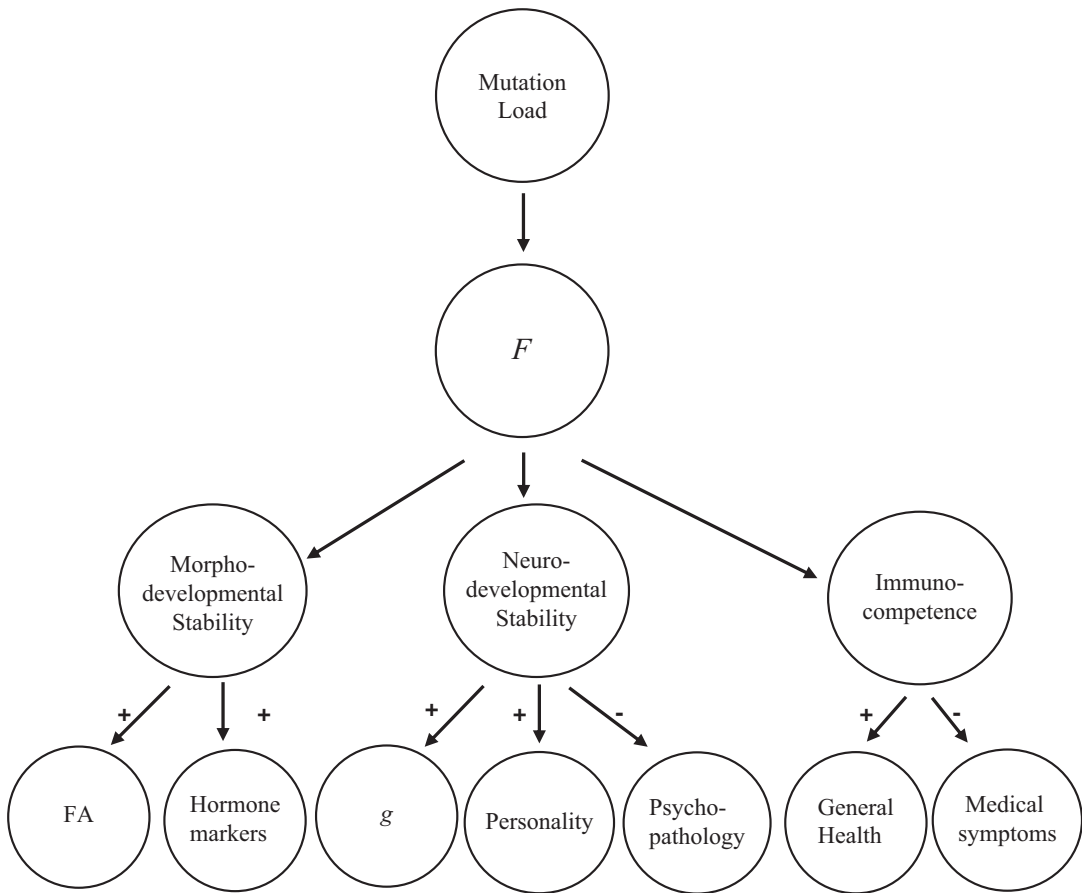 Mutation
Load
F
Morpho-
developmental
Stability
Neuro-
developmental
Stability
Immuno-
competence
+
+
+
+
-
+
-
FA
Hormone
markers
g
Personality
Psycho-
pathology
General
Health
Medical
symptoms